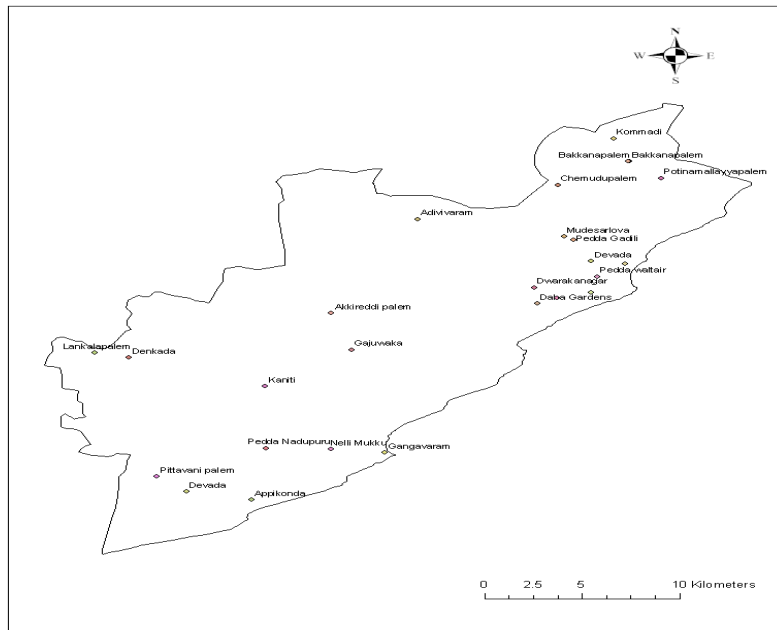 N
W E
S
Kommadi
Bakkanapalem Bakkanapalem
Potinamallayyapalem
Chemudupalem
Adivivaram
Mudesarlova
Pedda Gadili
Devada
Pedda waltair
Dwarakanagar
Daba Gardens
Akkireddi palem
Gajuwaka
Lankalapalem
Denkada
Kaniti
Pedda Nadupuru
Nelli Mukku
Gangavaram
Pittavani palem
Devada
Appikonda
0 2.5 5 10 Kilometers